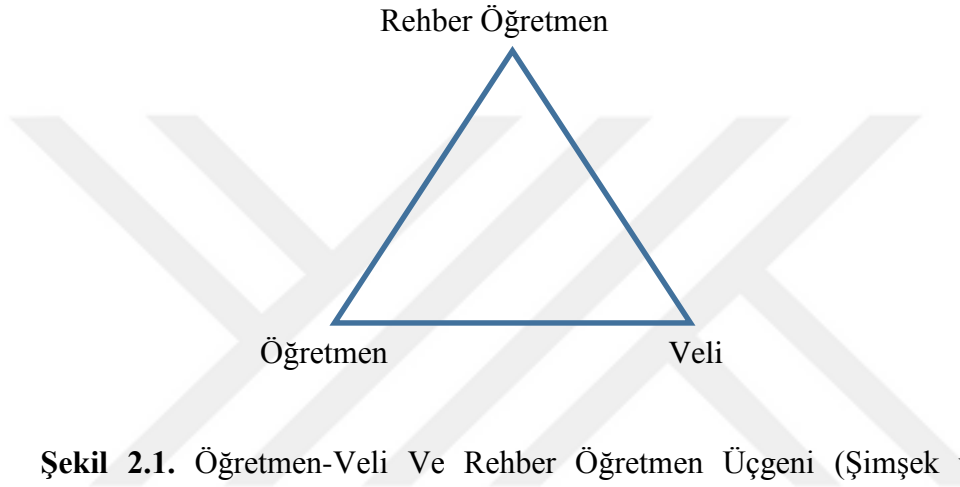 Rehber Öğretmen
Öğretmen Veli
Şekil 2.1. Öğretmen-Veli Ve Rehber Öğretmen Üçgeni (Şimşek